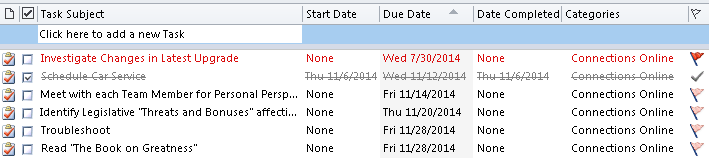 Task Subject Start Date Due Date Date Completed Categories
Click here to add a new Task
Investigate Changes in Latest Upgrade None Wed 7/30/2014 None Connections Online
Schedule Car Service Thu 11/6/2014 Wed 11/12/2014 Thu 11/6/2014 Connections Online
Meet with each Team Member for Personal Persp... None Fri 11/14/2014 None Connections Online
Identify Legislative "Threats and Bonuses" affecti... None Thu 11/20/2014 None Connections Online
Troubleshoot None Fri 11/28/2014 None Connections Online
Read "The Book on Greatness" None Fri 11/28/2014 None Connections Online